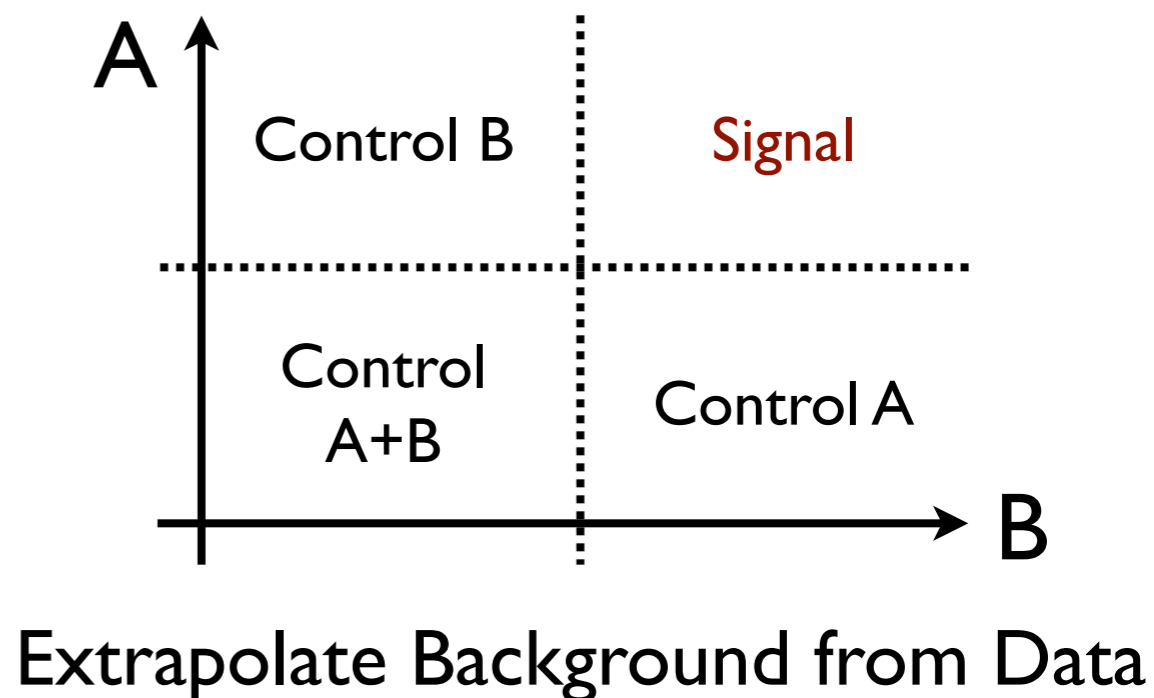 A
Control B
Signal
Control
A+B
Control A
B
Extrapolate Background from Data